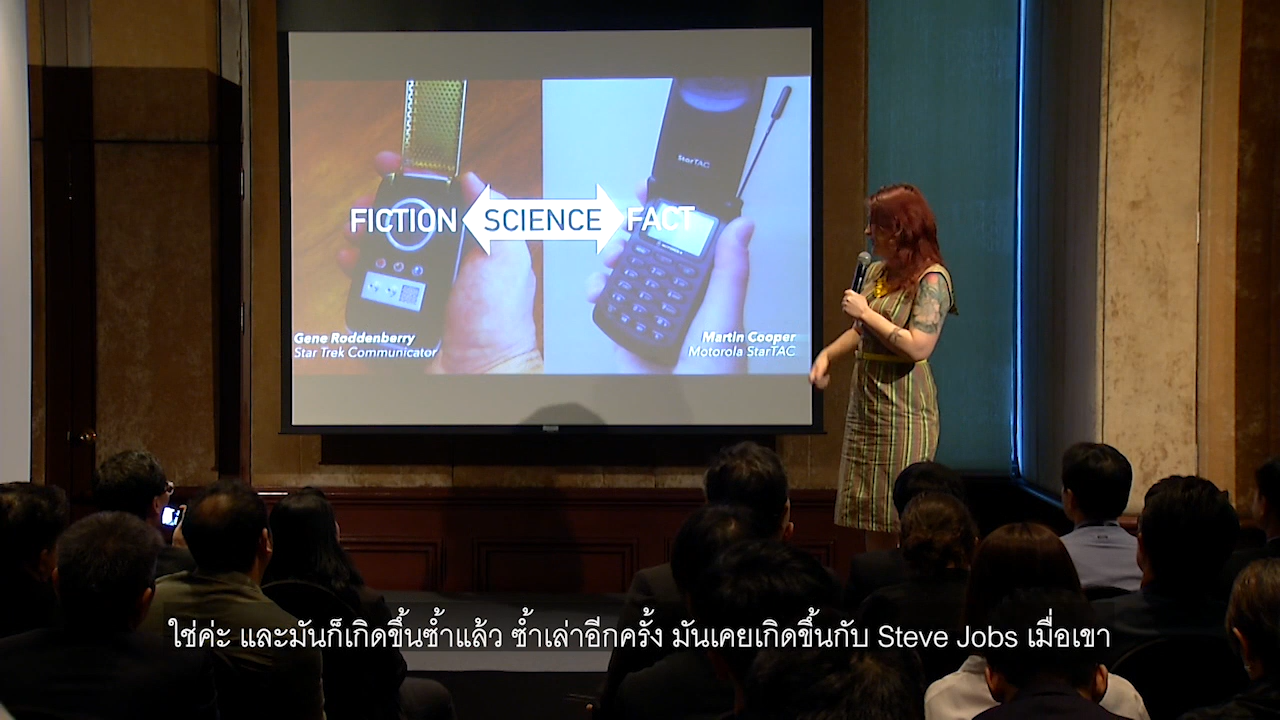 StarTAC
FICTION SCIENCE FACT
Gene Roddenberry
Star Trek Communicator
Martin Cooper
Motorola StarTAC
ใช่ค่ะ และมันก็เกิดขึ้นซ้ำแล้ว ซ้ำเล่าอีกครั้ง มันเคยเกิดขึ้นกับ Steve Jobs เมื่อเขา